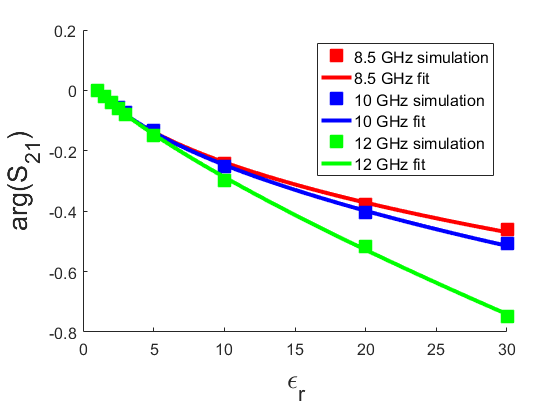 0.2
0
-0.2
-0.4
-0.6
-0.8
arg(S21)
8.5 GHz simulation
8.5 GHz fit
10 GHz simulation
10 GHz fit
12 GHz simulation
12 GHz fit
0 5 10 15 20 25 30
ϵr